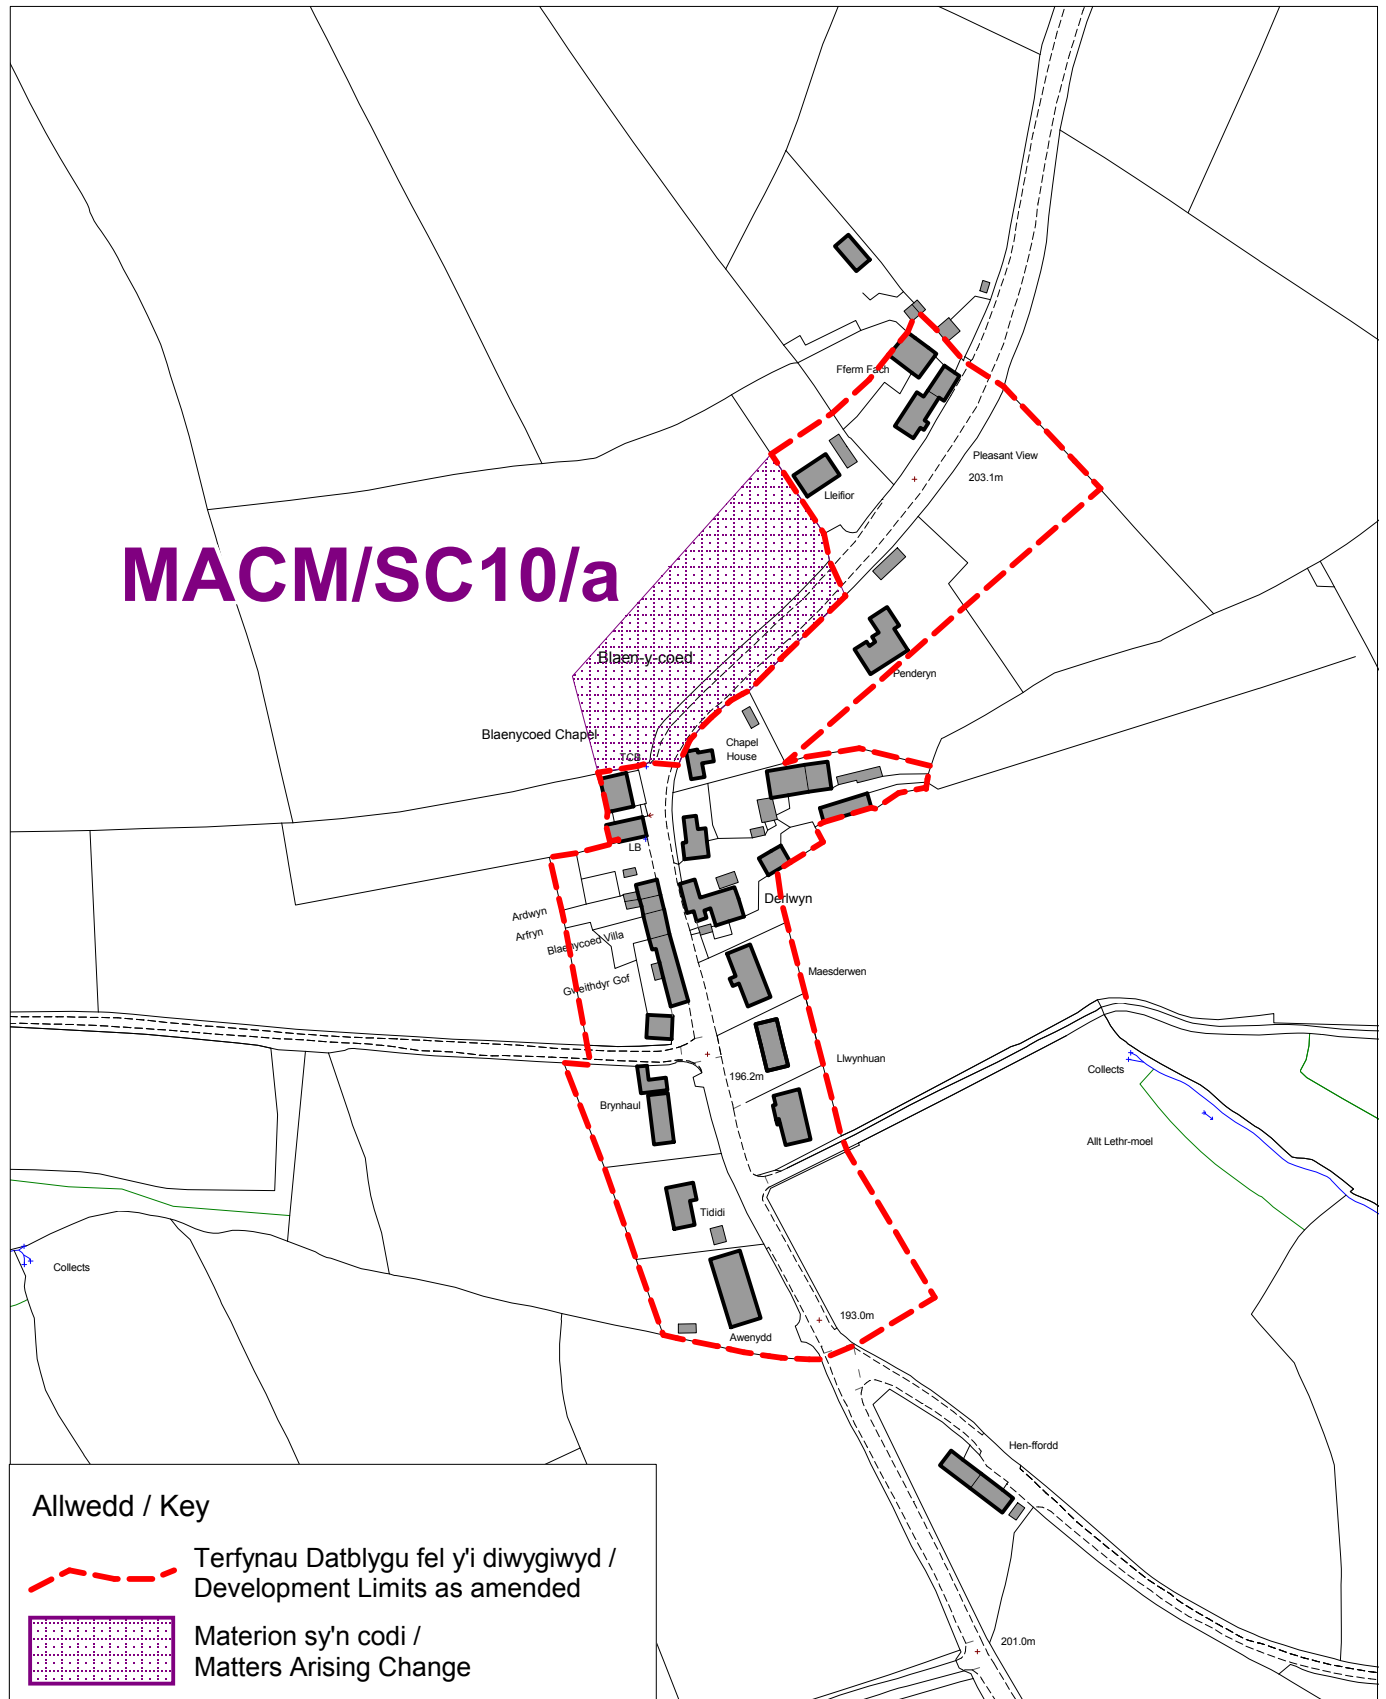 Fferm Fach
Pleasant View
203.1m
Lleifior
MACM/SC10/a
Blaen-y-coed
Penderyn
Blaenycoed Chapel
TCB
Chapel
House
LB
Derlwyn
Ardwyn
Arfryn
Blaenycoed Villa
Gweithdyr Gof
Maesderwen
Llwynhuan
196.2m
Collects
Brynhaul
Allt Lethr-moel
Tididi
Collects
193.0m
Awenydd
Hen-ffordd
201.0m
Allwedd / Key
Terfynau Datblygu fel y'i diwygiwyd /
Development Limits as amended
Materion sy'n codi /
Matters Arising Change